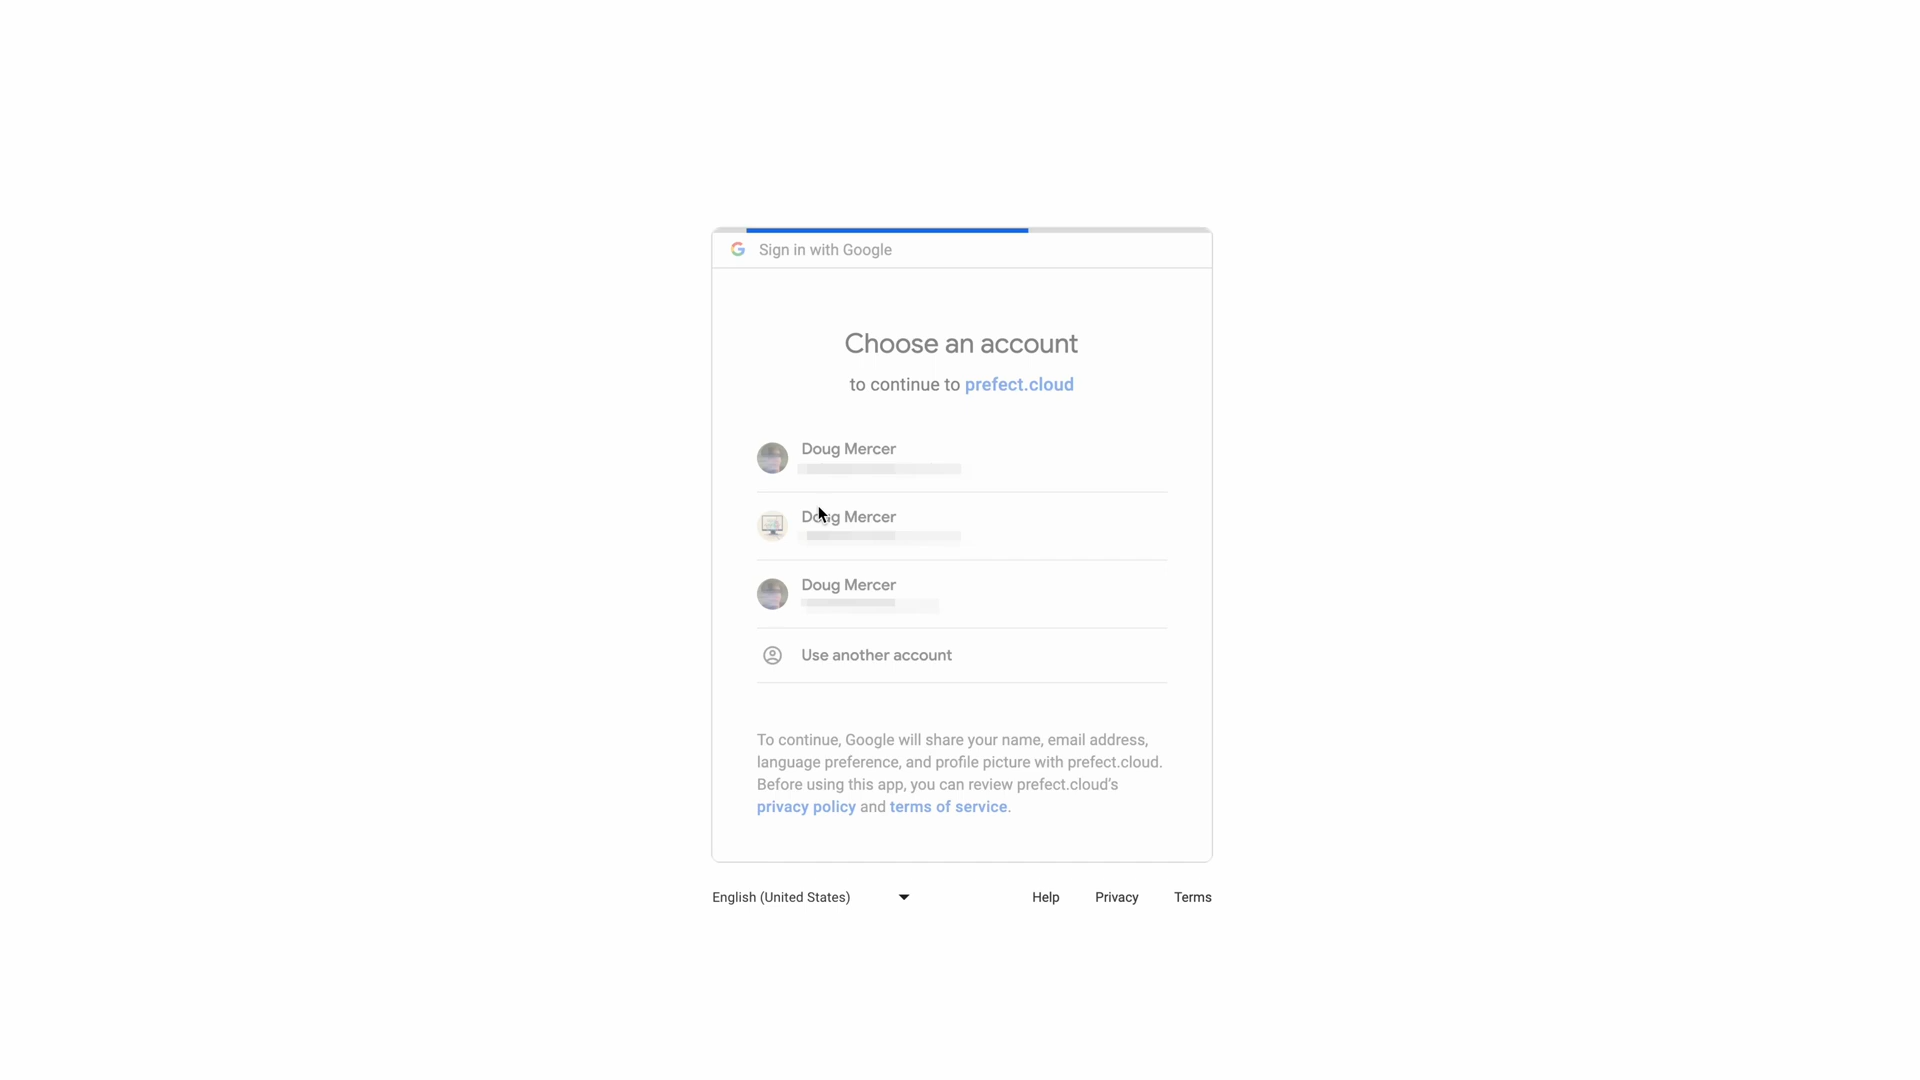 Sign in with Google
Choose an account
to continue to prefect.cloud
Doug Mercer
Doug Mercer
Doug Mercer
Use another account
To continue, Google will share your name, email address,
language preference, and profile picture with prefect.cloud.
Before using this app, you can review prefect.cloud's
privacy policy and terms of service.
English (United States) Help Privacy Terms